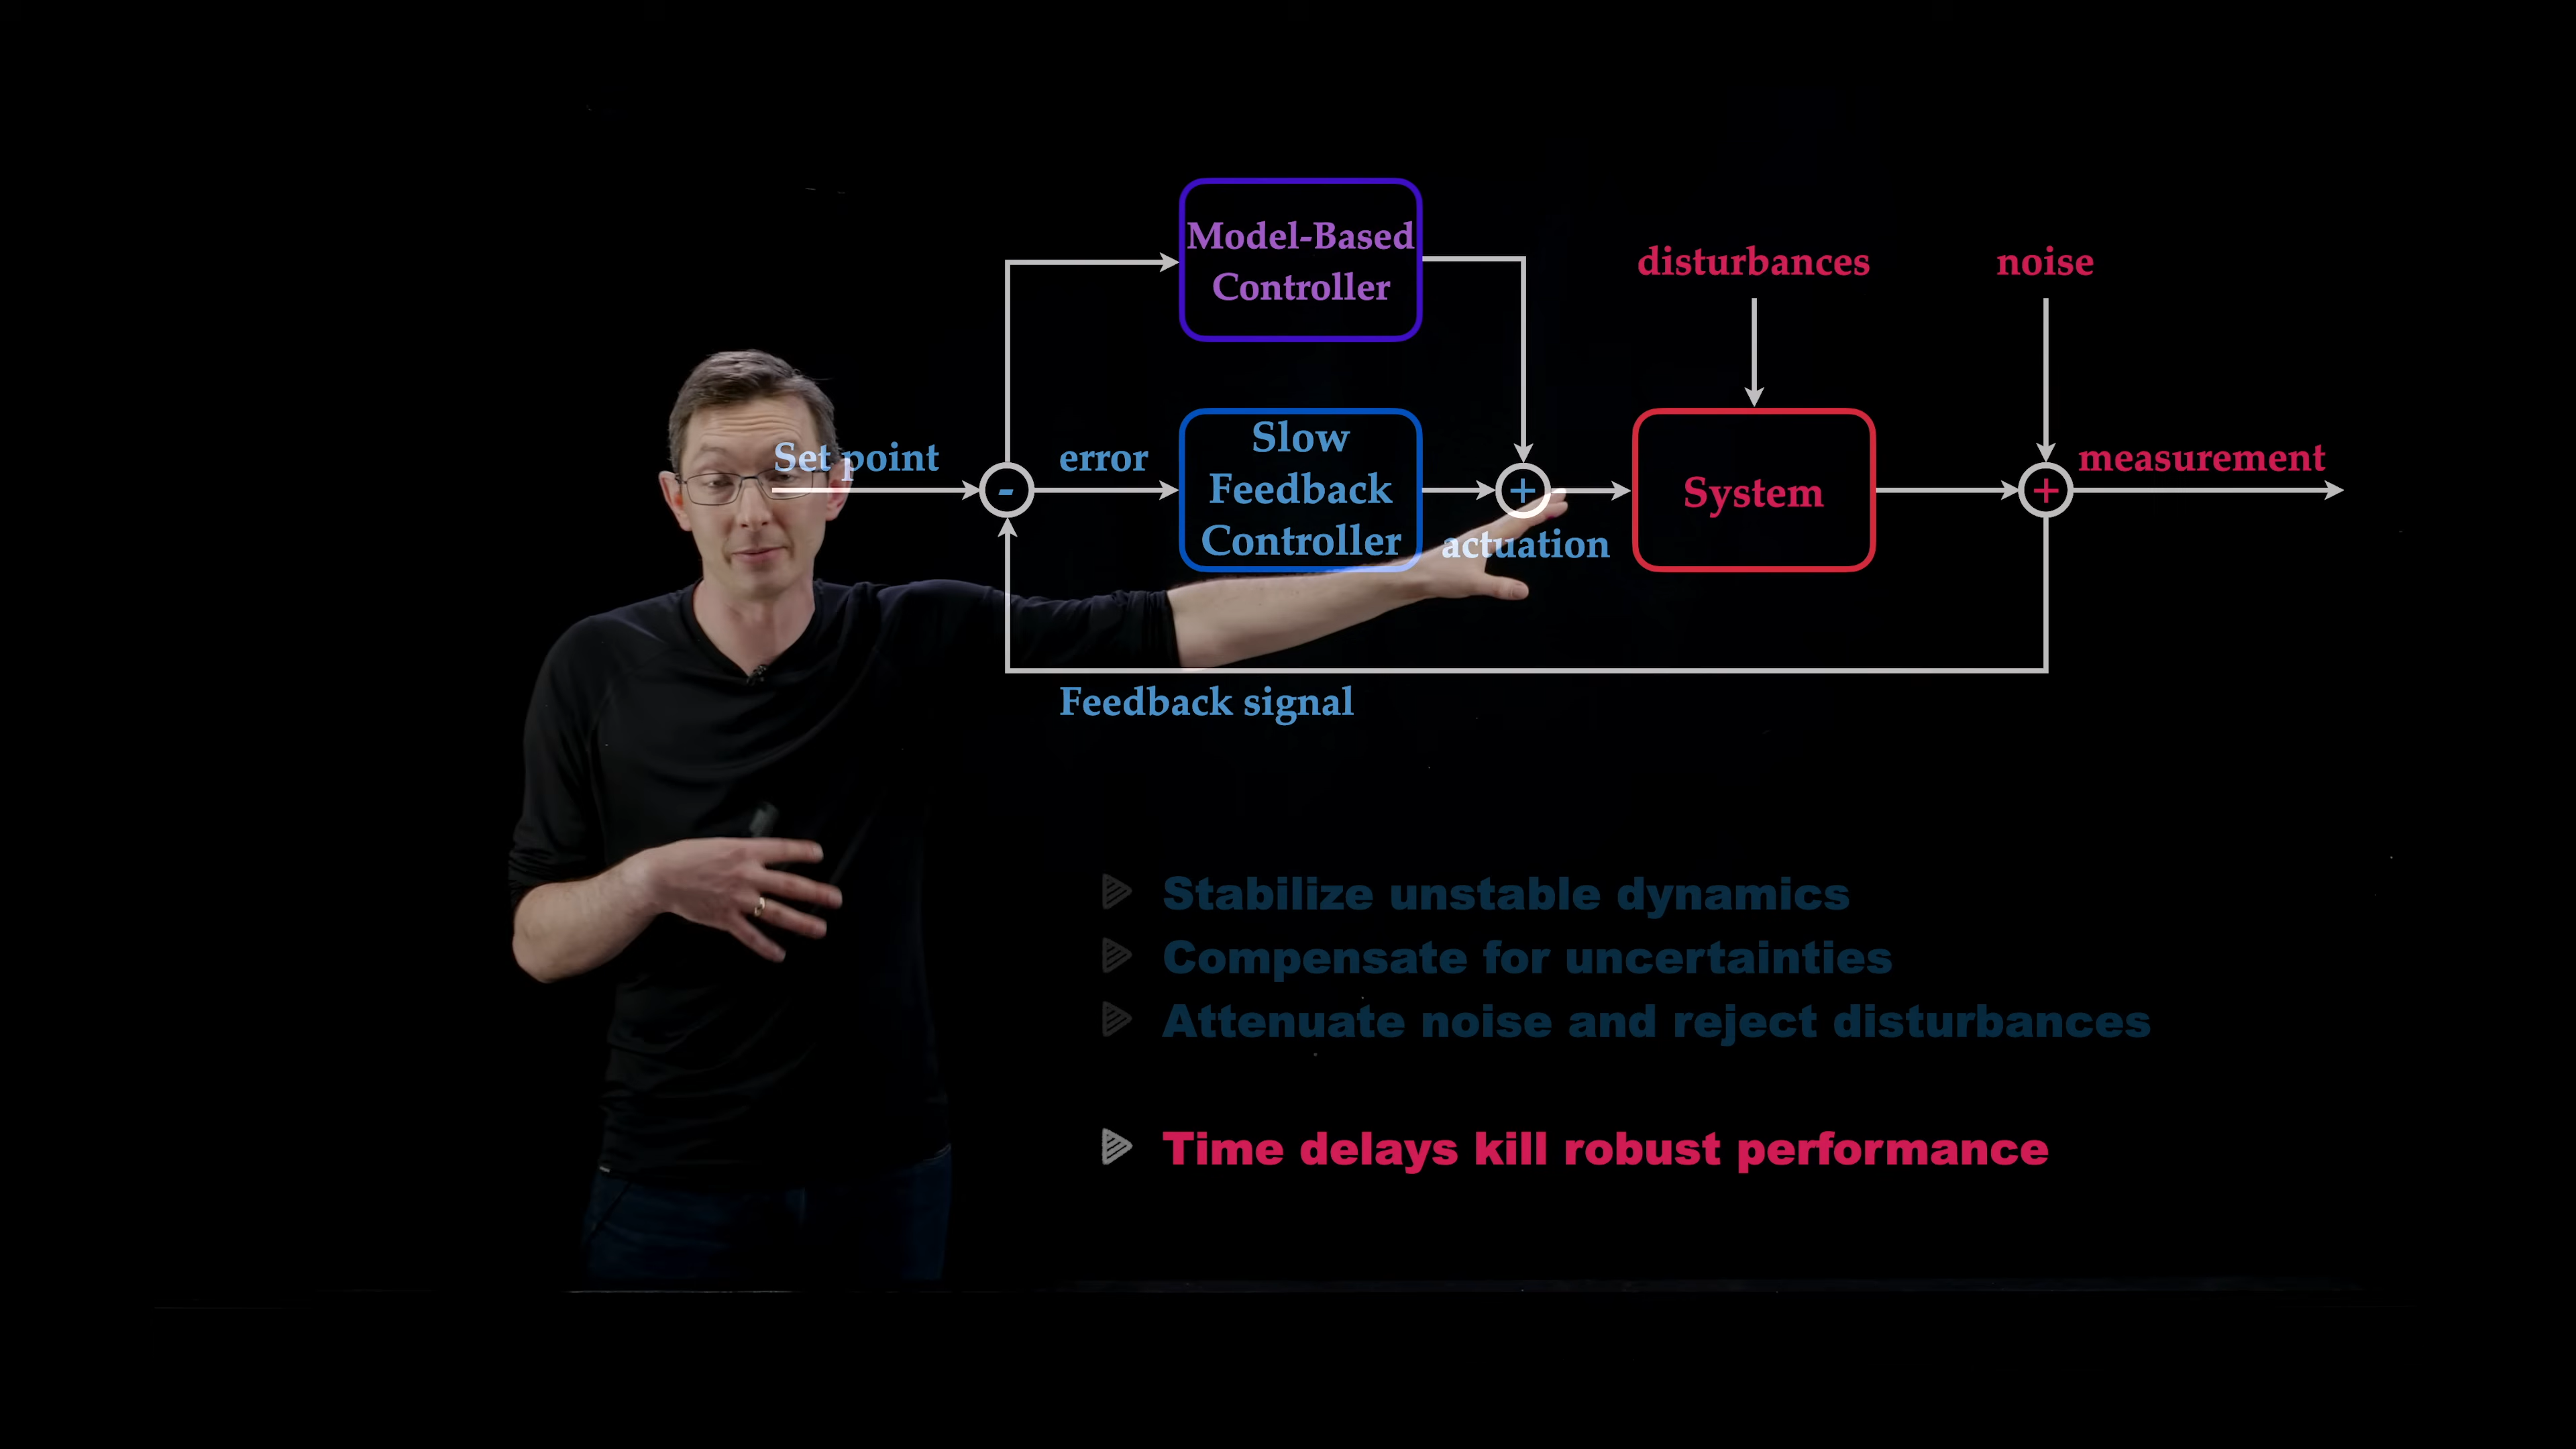 Model-Based
Controller
disturbances
noise
Set point
-
error
Slow
Feedback
Controller
+
actuation
System
+
measurement
Feedback signal
Stabilize unstable dynamics
Compensate for uncertainties
Attenuate noise and reject disturbances
Time delays kill robust performance